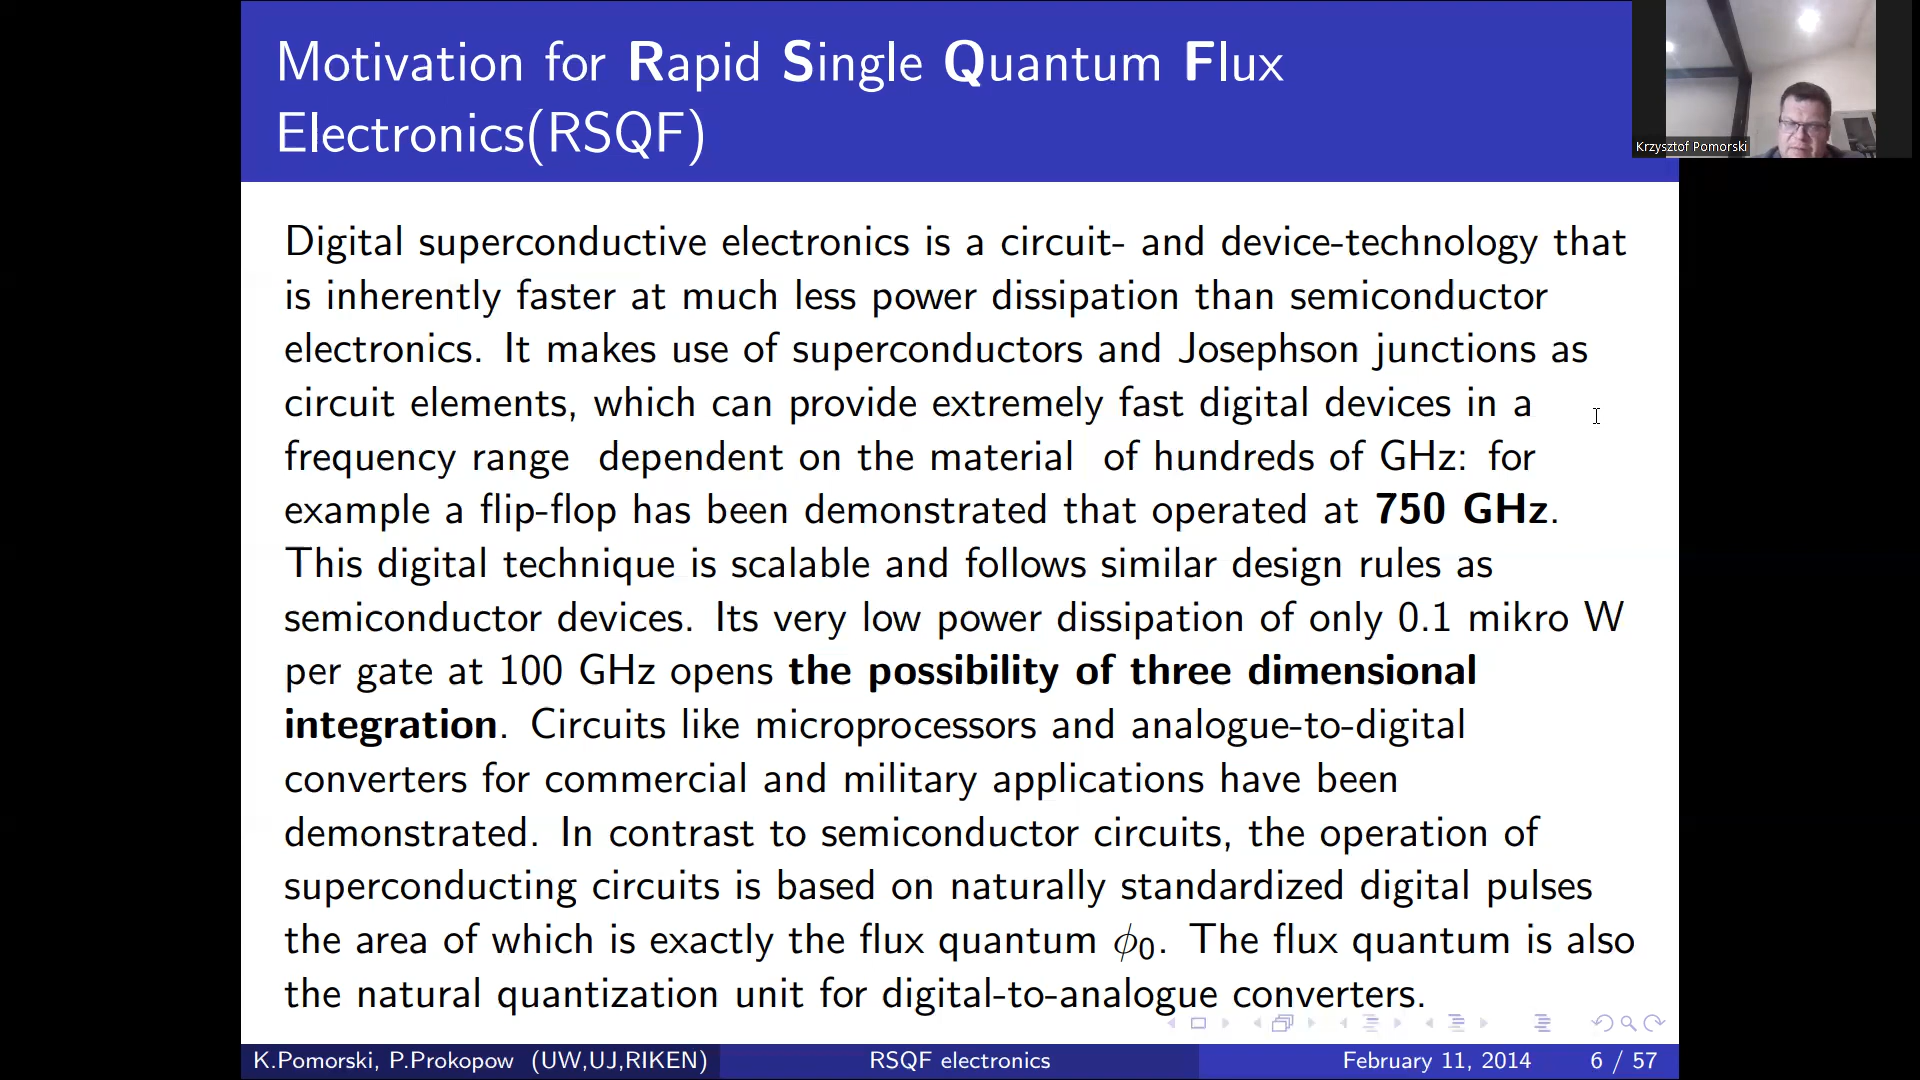 Motivation for Rapid Single Quantum Flux
Electronics(RSQF)
Krzysztof Pomorski
Digital superconductive electronics is a circuit- and device-technology that
is inherently faster at much less power dissipation than semiconductor
electronics. It makes use of superconductors and Josephson junctions as
circuit elements, which can provide extremely fast digital devices in a
frequency range dependent on the material of hundreds of GHz: for
example a flip-flop has been demonstrated that operated at 750 GHz.
This digital technique is scalable and follows similar design rules as
semiconductor devices. Its very low power dissipation of only 0.1 mikro W
per gate at 100 GHz opens the possibility of three dimensional
integration. Circuits like microprocessors and analogue-to-digital
converters for commercial and military applications have been
demonstrated. In contrast to semiconductor circuits, the operation of
superconducting circuits is based on naturally standardized digital pulses
the area of which is exactly the flux quantum ϕ₀. The flux quantum is also
the natural quantization unit for digital-to-analogue converters.
K.Pomorski, P.Prokopow (UW,UJ,RIKEN) RSQF electronics February 11, 2014 6 / 57